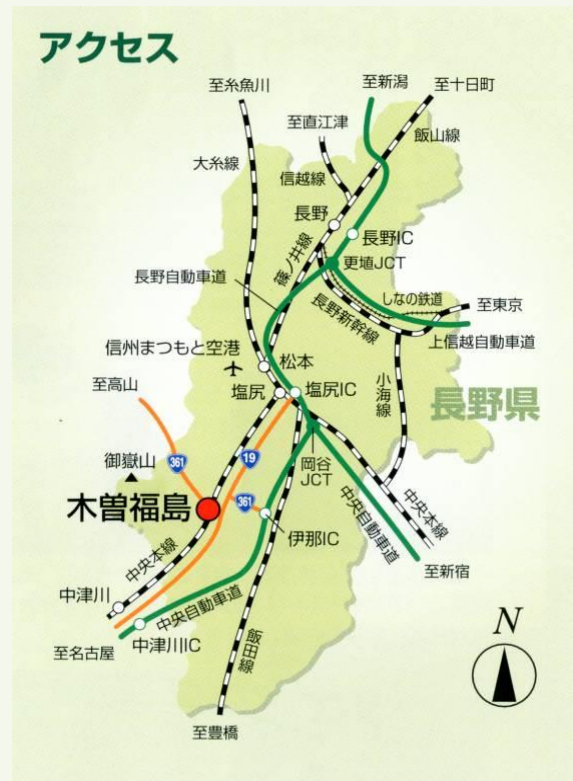 アクセス
至新潟
至糸魚川
至十日町
至直江津
飯山線
大糸線
信越線
長野
長野IC
篠ノ井線
更埴JCT
長野自動車道
しなの鉄道
至東京
長野新幹線
上信越自動車道
信州まつもと空港
松本
小海線
至高山
塩尻
塩尻IC
長野県
御嶽山
361
19
岡谷
JCT
木曽福島
361
中央本線
中央自動車道
伊那IC
中央本線
至新宿
中津川
中央自動車道
中津川IC
至名古屋
飯田線
N
至豊橋